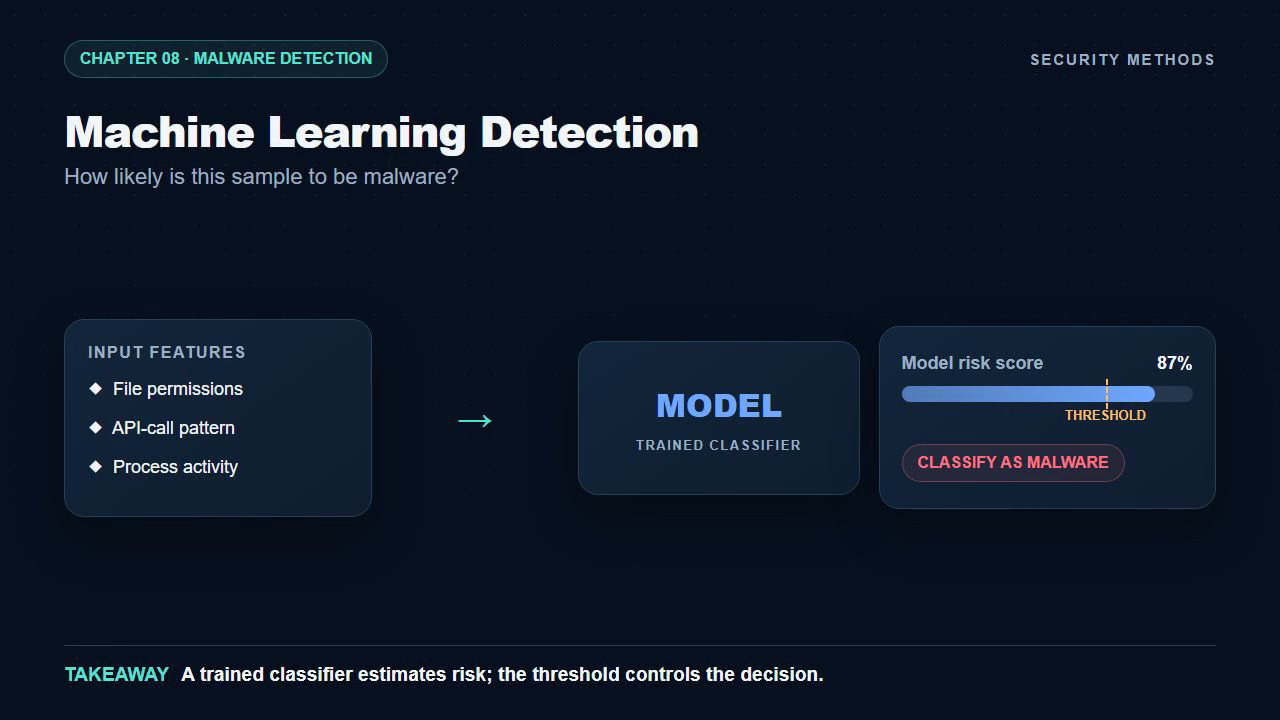 CHAPTER 08 · MALWARE DETECTION
SECURITY METHODS
Machine Learning Detection
How likely is this sample to be malware?
INPUT FEATURES
◆ File permissions
◆ API-call pattern
◆ Process activity
→
MODEL
TRAINED CLASSIFIER
Model risk score 87%
THRESHOLD
CLASSIFY AS MALWARE
TAKEAWAY A trained classifier estimates risk; the threshold controls the decision.